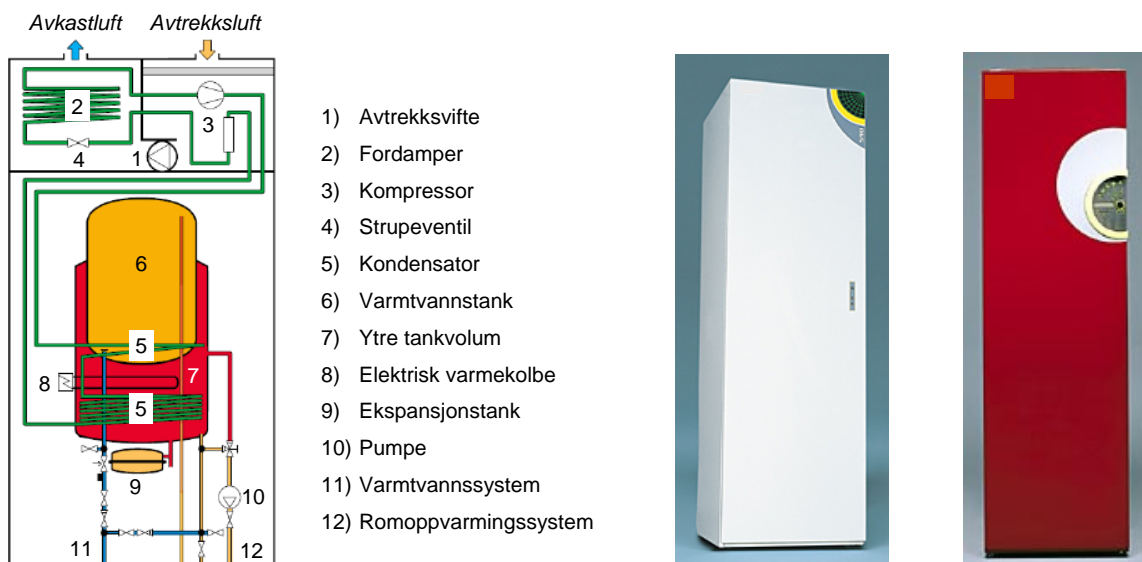 Avkastluft Avtrekksluft
2
3
4
1
6
5
7
8
5
9
10
11
12
1) Avtrekksvifte
2) Fordamper
3) Kompressor
4) Strupeventil
5) Kondensator
6) Varmtvannstank
7) Ytre tankvolum
8) Elektrisk varmekolbe
9) Ekspansjonstank
10) Pumpe
11) Varmtvannssystem
12) Romoppvarmingssystem